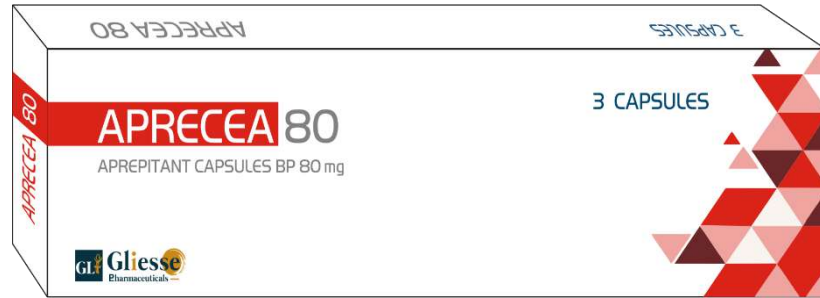 APRECEA 80
3 CAPSULES
APRECEA 80
APRECEA 80
APREPITANT CAPSULES BP 80 mg
3 CAPSULES
GLI
Gliesse
Pharmaceuticals